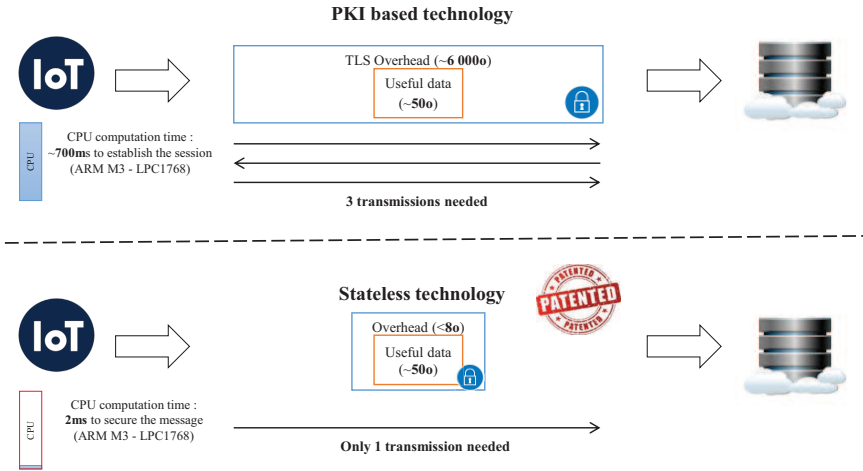 PKI based technology
IoT
TLS Overhead (~6 000o)
Useful data
(~50o)
CPU
CPU computation time :
~700ms to establish the session
(ARM M3 - LPC1768)
3 transmissions needed
Stateless technology
PATENTED
PATENTED
PATENTED
IoT
Overhead (<8o)
Useful data
(~50o)
CPU
CPU computation time :
2ms to secure the message
(ARM M3 - LPC1768)
Only 1 transmission needed